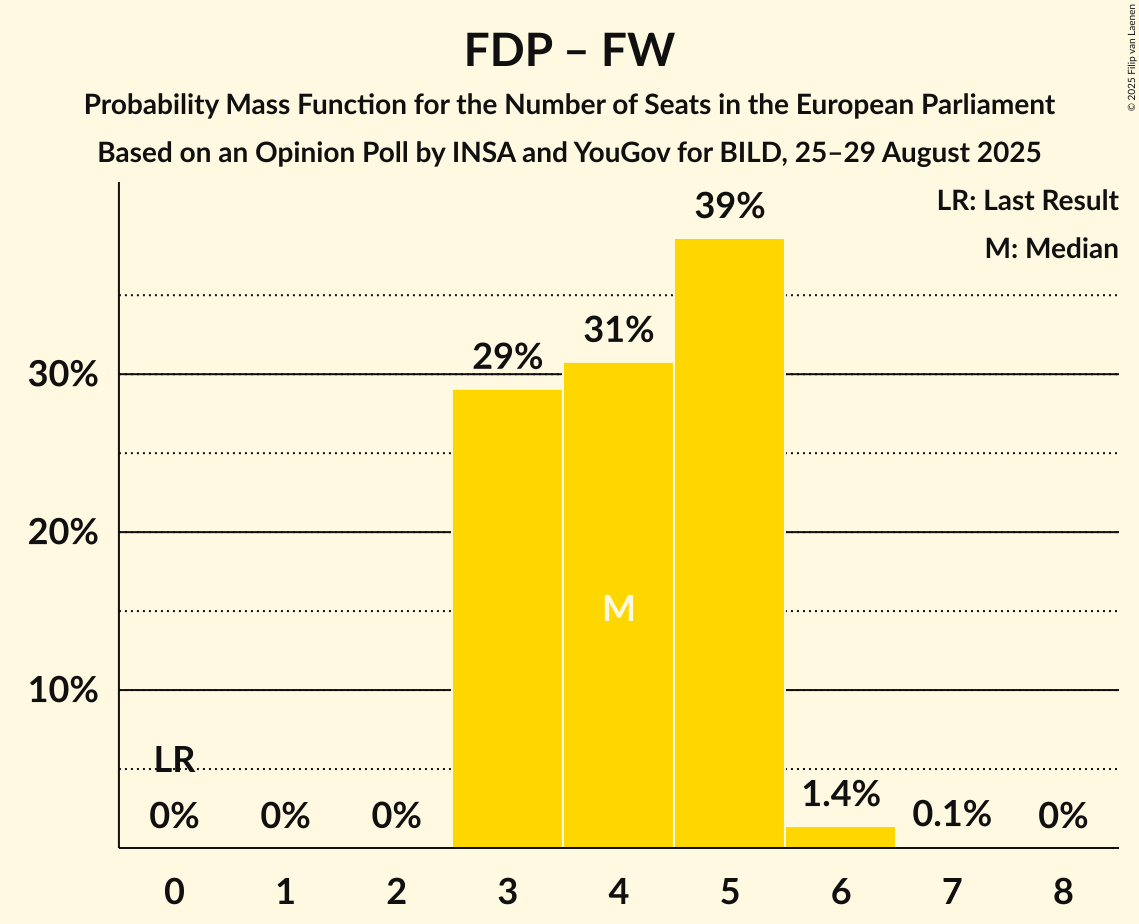 FDP – FW
Probability Mass Function for the Number of Seats in the European Parliament
Based on an Opinion Poll by INSA and YouGov for BILD, 25–29 August 2025
© 2025 Filip van Laenen
LR: Last Result
M: Median
39%
31%
29%
30%
20%
M
10%
LR
0% 0% 0% 1.4% 0.1% 0%
0 1 2 3 4 5 6 7 8